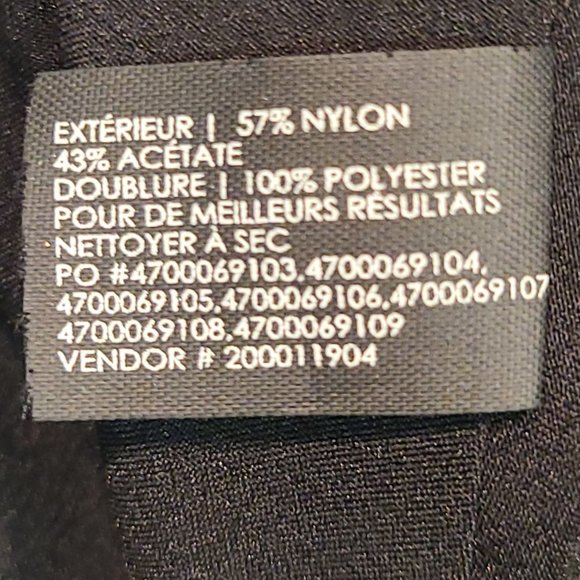 EXTÉRIEUR | 57% NYLON
43% ACÉTATE
DOUBLURE | 100% POLYESTER
POUR DE MEILLEURS RÉSULTATS
NETTOYER À SEC
PO #4700069103,4700069104,
4700069105,4700069106,4700069107
4700069108,4700069109
VENDOR # 200011904